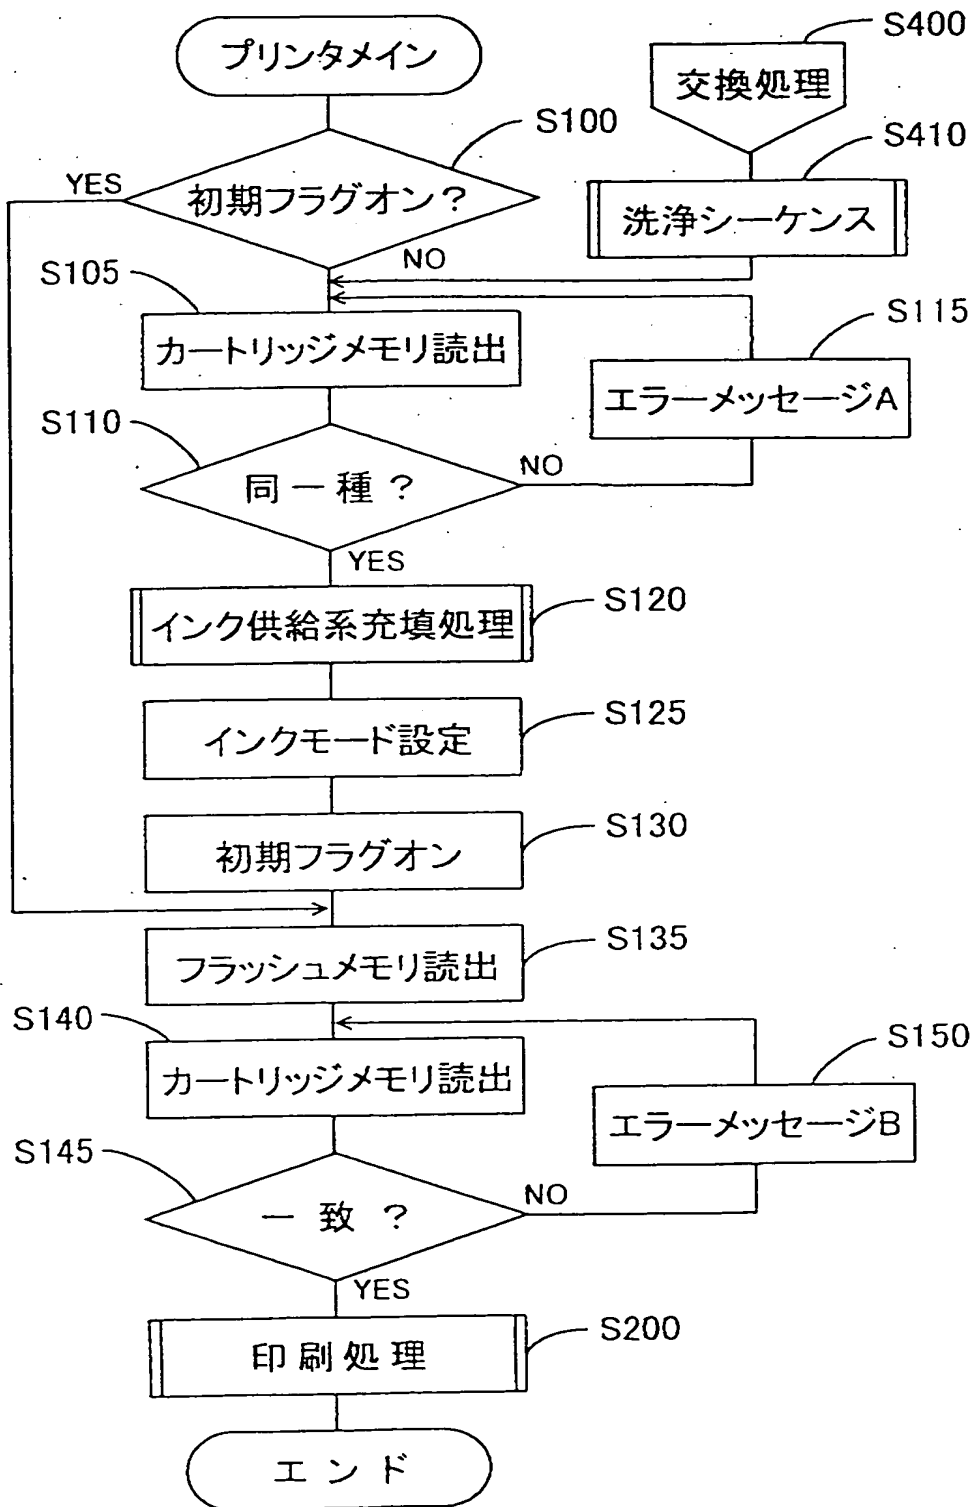 プリンタメイン
S400
交換処理
S100
初期フラグオン？
YES
NO
S410
洗浄シーケンス
S105
カートリッジメモリ読出
S115
エラーメッセージA
S110
同一種？
NO
YES
S120
インク供給系充填処理
S125
インクモード設定
S130
初期フラグオン
S135
フラッシュメモリ読出
S140
カートリッジメモリ読出
S150
エラーメッセージB
S145
一致？
NO
YES
S200
印刷処理
エンド